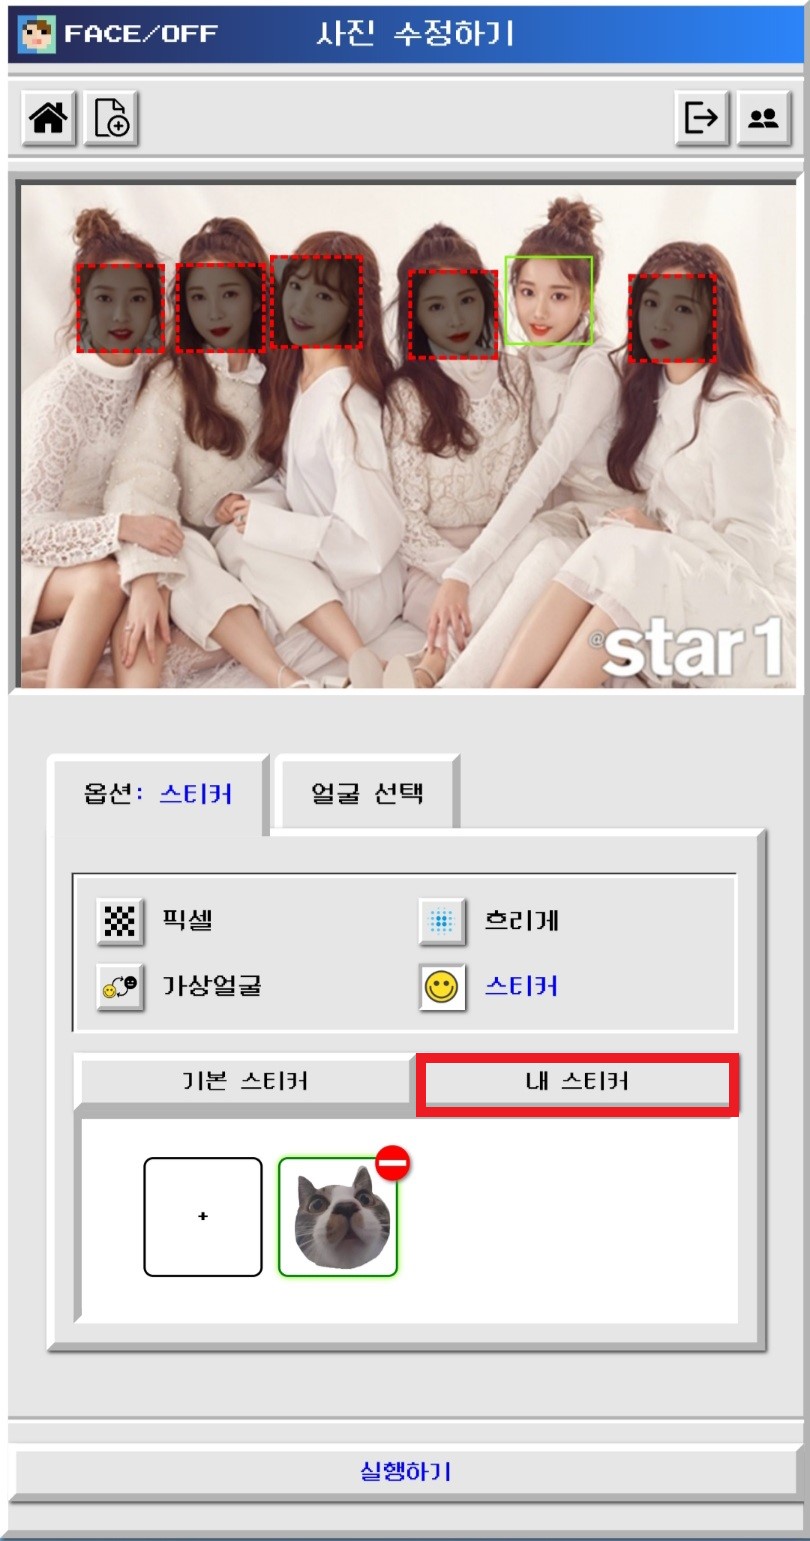 FACE/OFF 사진 수정하기
@star1
옵션: 스티커 얼굴 선택
픽셀 흐리게
가상얼굴 스티커
기본 스티커 내 스티커
+
실행하기